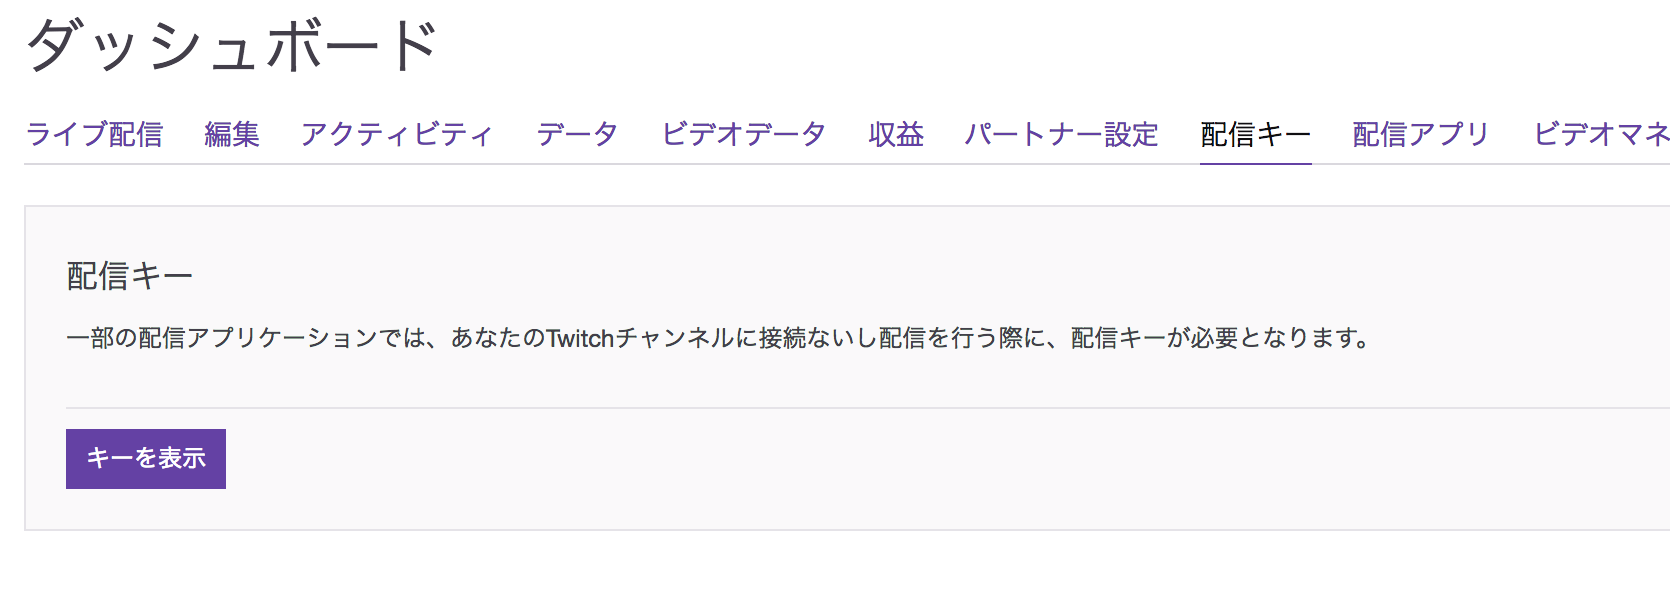 ダッシュボード
ライブ配信 編集 アクティビティ データ ビデオデータ 収益 パートナー設定 配信キー 配信アプリ ビデオマネ
配信キー
一部の配信アプリケーションでは、あなたのTwitchチャンネルに接続ないし配信を行う際に、配信キーが必要となります。
キーを表示